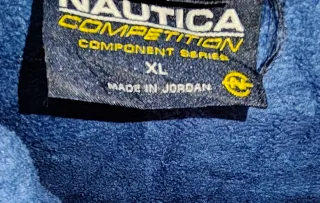 NAUTICA
COMPETITION
COMPONENT SERIES
XL
MADE IN JORDAN